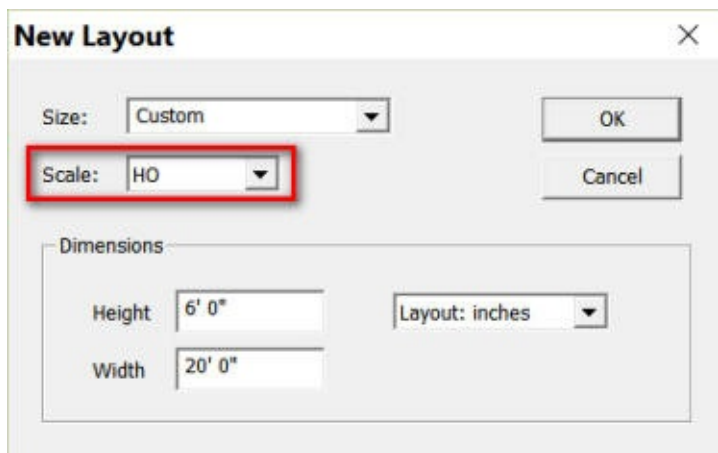 New Layout
Size: Custom
OK
Scale: HO
Cancel
Dimensions
Height 6' 0" Layout: inches
Width 20' 0"